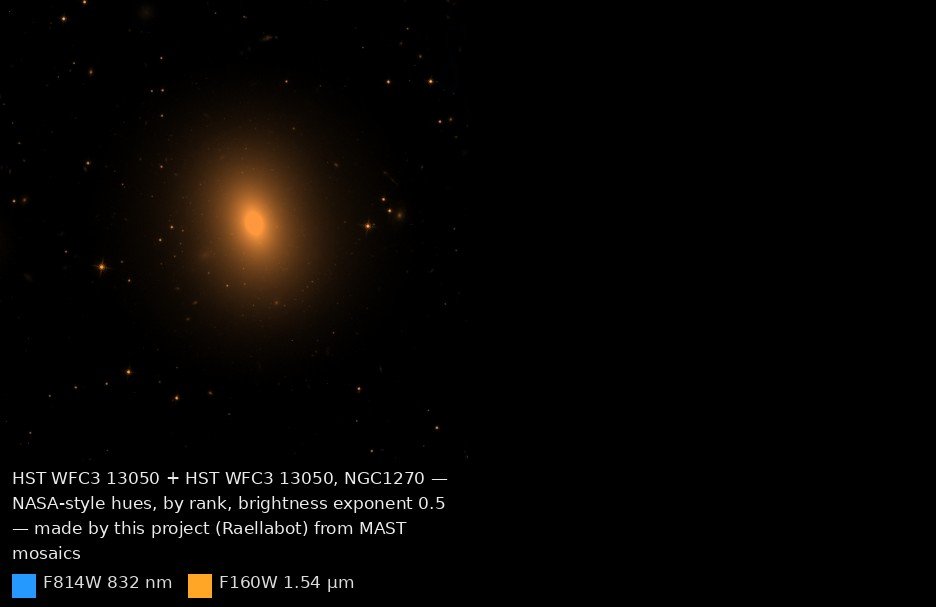 HST WFC3 13050 + HST WFC3 13050, NGC1270 —
NASA-style hues, by rank, brightness exponent 0.5
— made by this project (Raellabot) from MAST
mosaics
F814W 832 nm F160W 1.54 µm